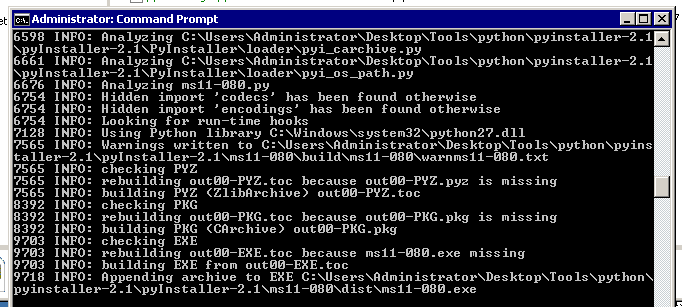 Administrator: Command Prompt
6598 INFO: Analyzing C:\Users\Administrator\Desktop\Tools\python\pyinstaller-2.1
\pyInstaller-2.1\PyInstaller\loader\pyi_carchive.py
6661 INFO: Analyzing C:\Users\Administrator\Desktop\Tools\python\pyinstaller-2.1
\pyInstaller-2.1\PyInstaller\loader\pyi_os_path.py
6676 INFO: Analyzing ms11-080.py
6754 INFO: Hidden import 'codecs' has been found otherwise
6754 INFO: Hidden import 'encodings' has been found otherwise
6754 INFO: Looking for run-time hooks
7128 INFO: Using Python library C:\Windows\system32\python27.dll
7565 INFO: Warnings written to C:\Users\Administrator\Desktop\Tools\python\pyins
taller-2.1\pyInstaller-2.1\ms11-080\build\ms11-080\warnms11-080.txt
7565 INFO: checking PYZ
7565 INFO: rebuilding out00-PYZ.toc because out00-PYZ.pyz is missing
7565 INFO: building PYZ (ZlibArchive) out00-PYZ.toc
8392 INFO: checking PKG
8392 INFO: rebuilding out00-PKG.toc because out00-PKG.pkg is missing
8392 INFO: building PKG (CArchive) out00-PKG.pkg
9703 INFO: checking EXE
9703 INFO: rebuilding out00-EXE.toc because ms11-080.exe missing
9703 INFO: building EXE from out00-EXE.toc
9718 INFO: Appending archive to EXE C:\Users\Administrator\Desktop\Tools\python\
pyinstaller-2.1\pyInstaller-2.1\ms11-080\dist\ms11-080.exe